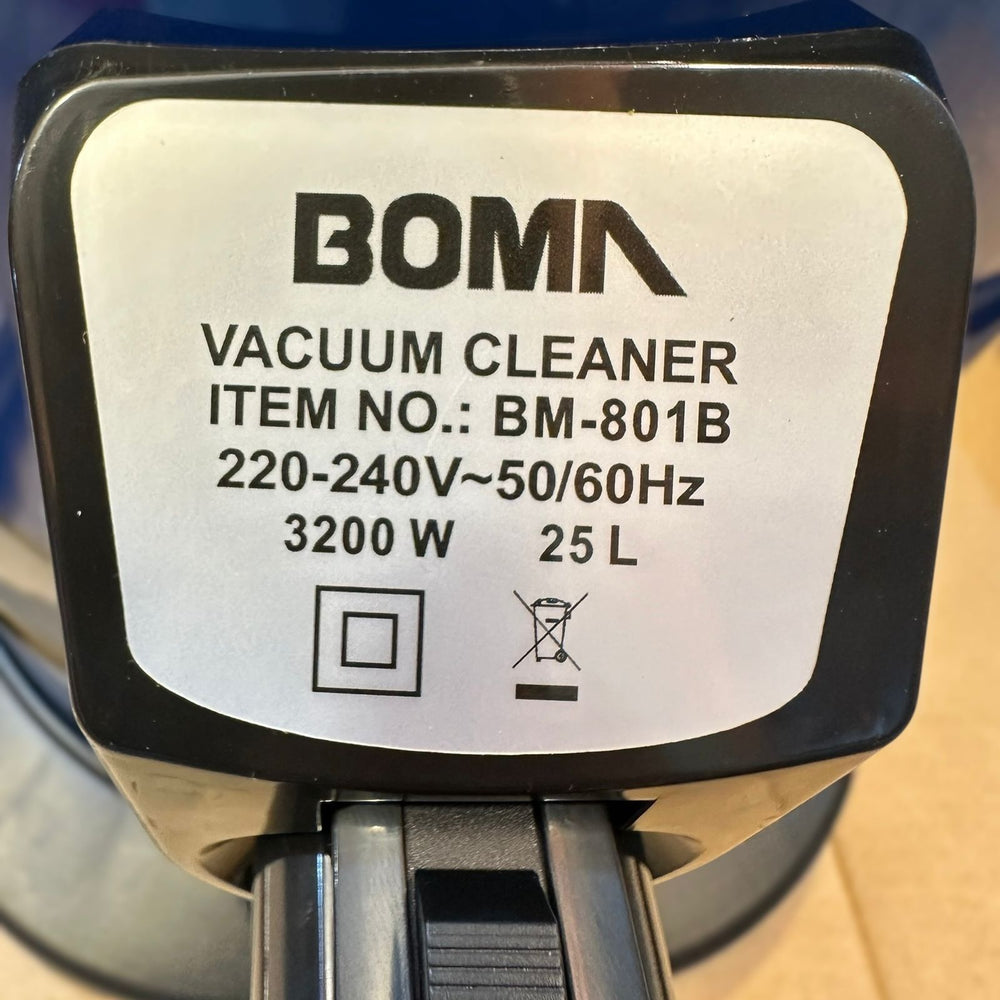 BOMA
VACUUM CLEANER
ITEM NO.: BM-801B
220-240V~50/60Hz
3200 W 25 L